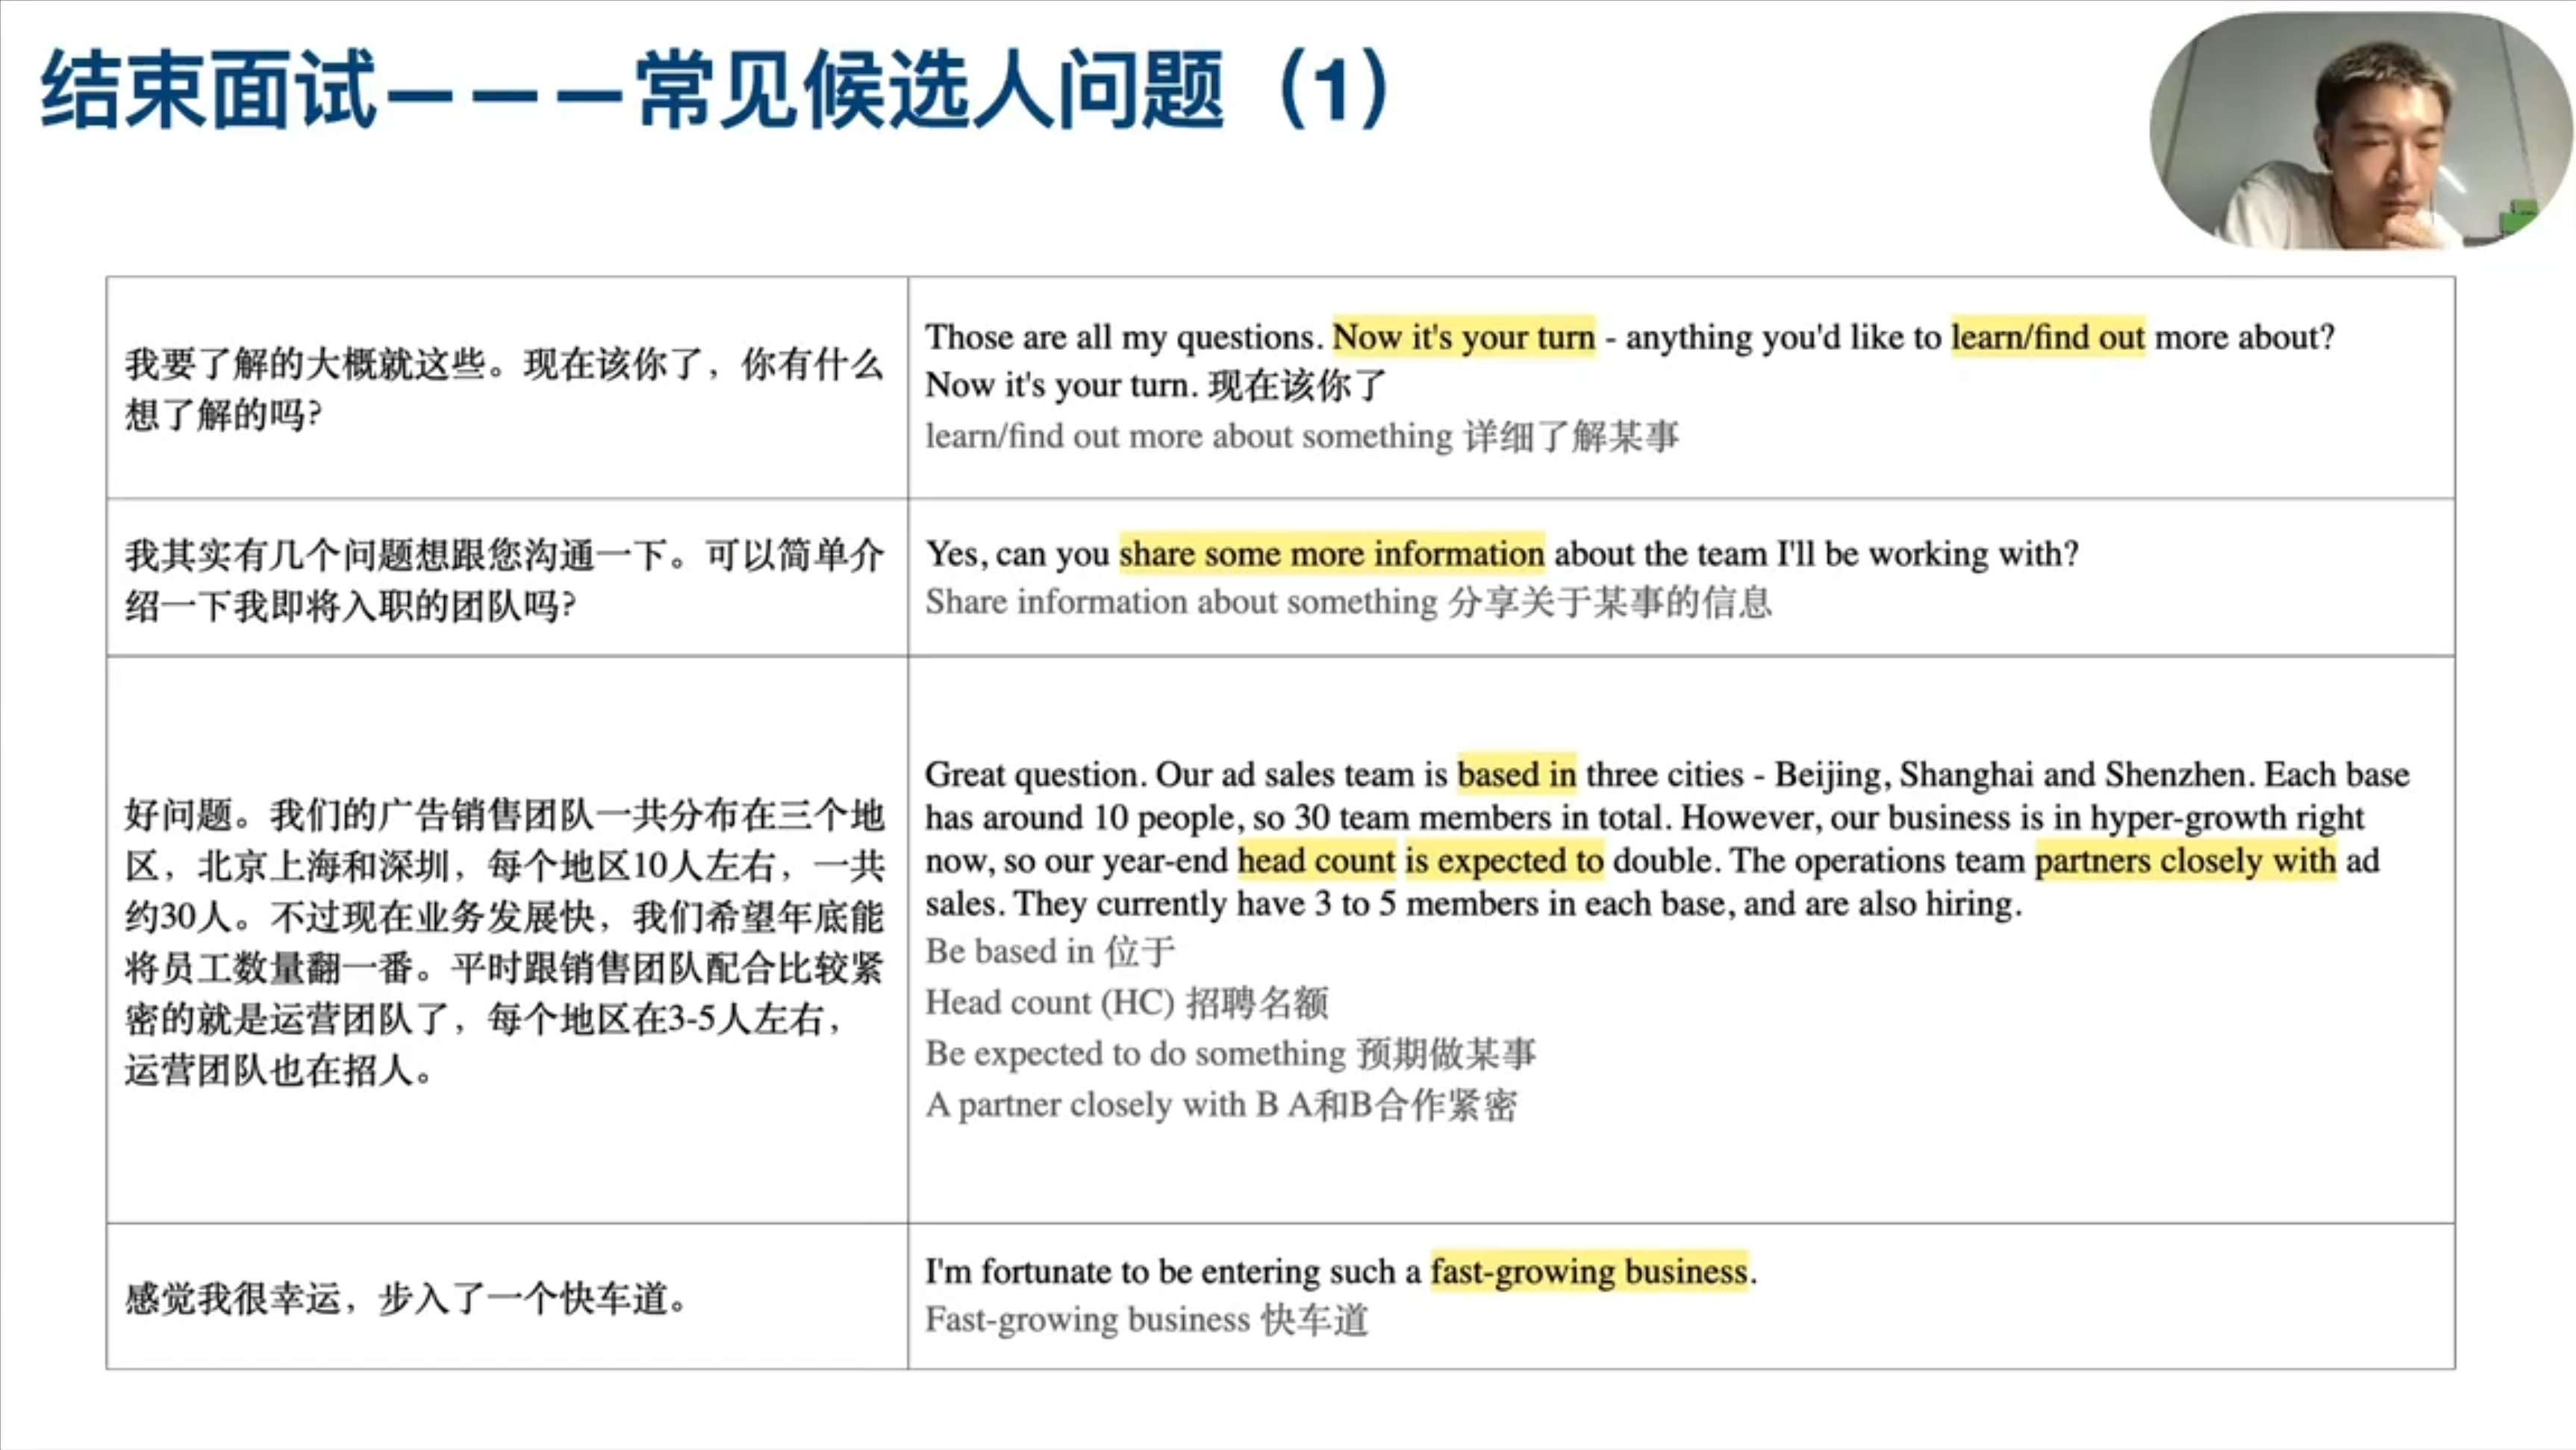 结束面试———常见候选人问题（1）
我要了解的大概就这些。现在该你了，你有什么
想了解的吗？
Those are all my questions. Now it's your turn - anything you'd like to learn/find out more about?
Now it's your turn. 现在该你了
learn/find out more about something 详细了解某事
我其实有几个问题想跟您沟通一下。可以简单介
绍一下我即将入职的团队吗？
Yes, can you share some more information about the team I'll be working with?
Share information about something 分享关于某事的信息
好问题。我们的广告销售团队一共分布在三个地
区，北京上海和深圳，每个地区10人左右，一共
约30人。不过现在业务发展快，我们希望年底能
将员工数量翻一番。平时跟销售团队配合比较紧
密的就是运营团队了，每个地区在3-5人左右，
运营团队也在招人。
Great question. Our ad sales team is based in three cities - Beijing, Shanghai and Shenzhen. Each base
has around 10 people, so 30 team members in total. However, our business is in hyper-growth right
now, so our year-end head count is expected to double. The operations team partners closely with ad
sales. They currently have 3 to 5 members in each base, and are also hiring.
Be based in 位于
Head count (HC) 招聘名额
Be expected to do something 预期做某事
A partner closely with B A和B合作紧密
感觉我很幸运，步入了一个快车道。
I'm fortunate to be entering such a fast-growing business.
Fast-growing business 快车道